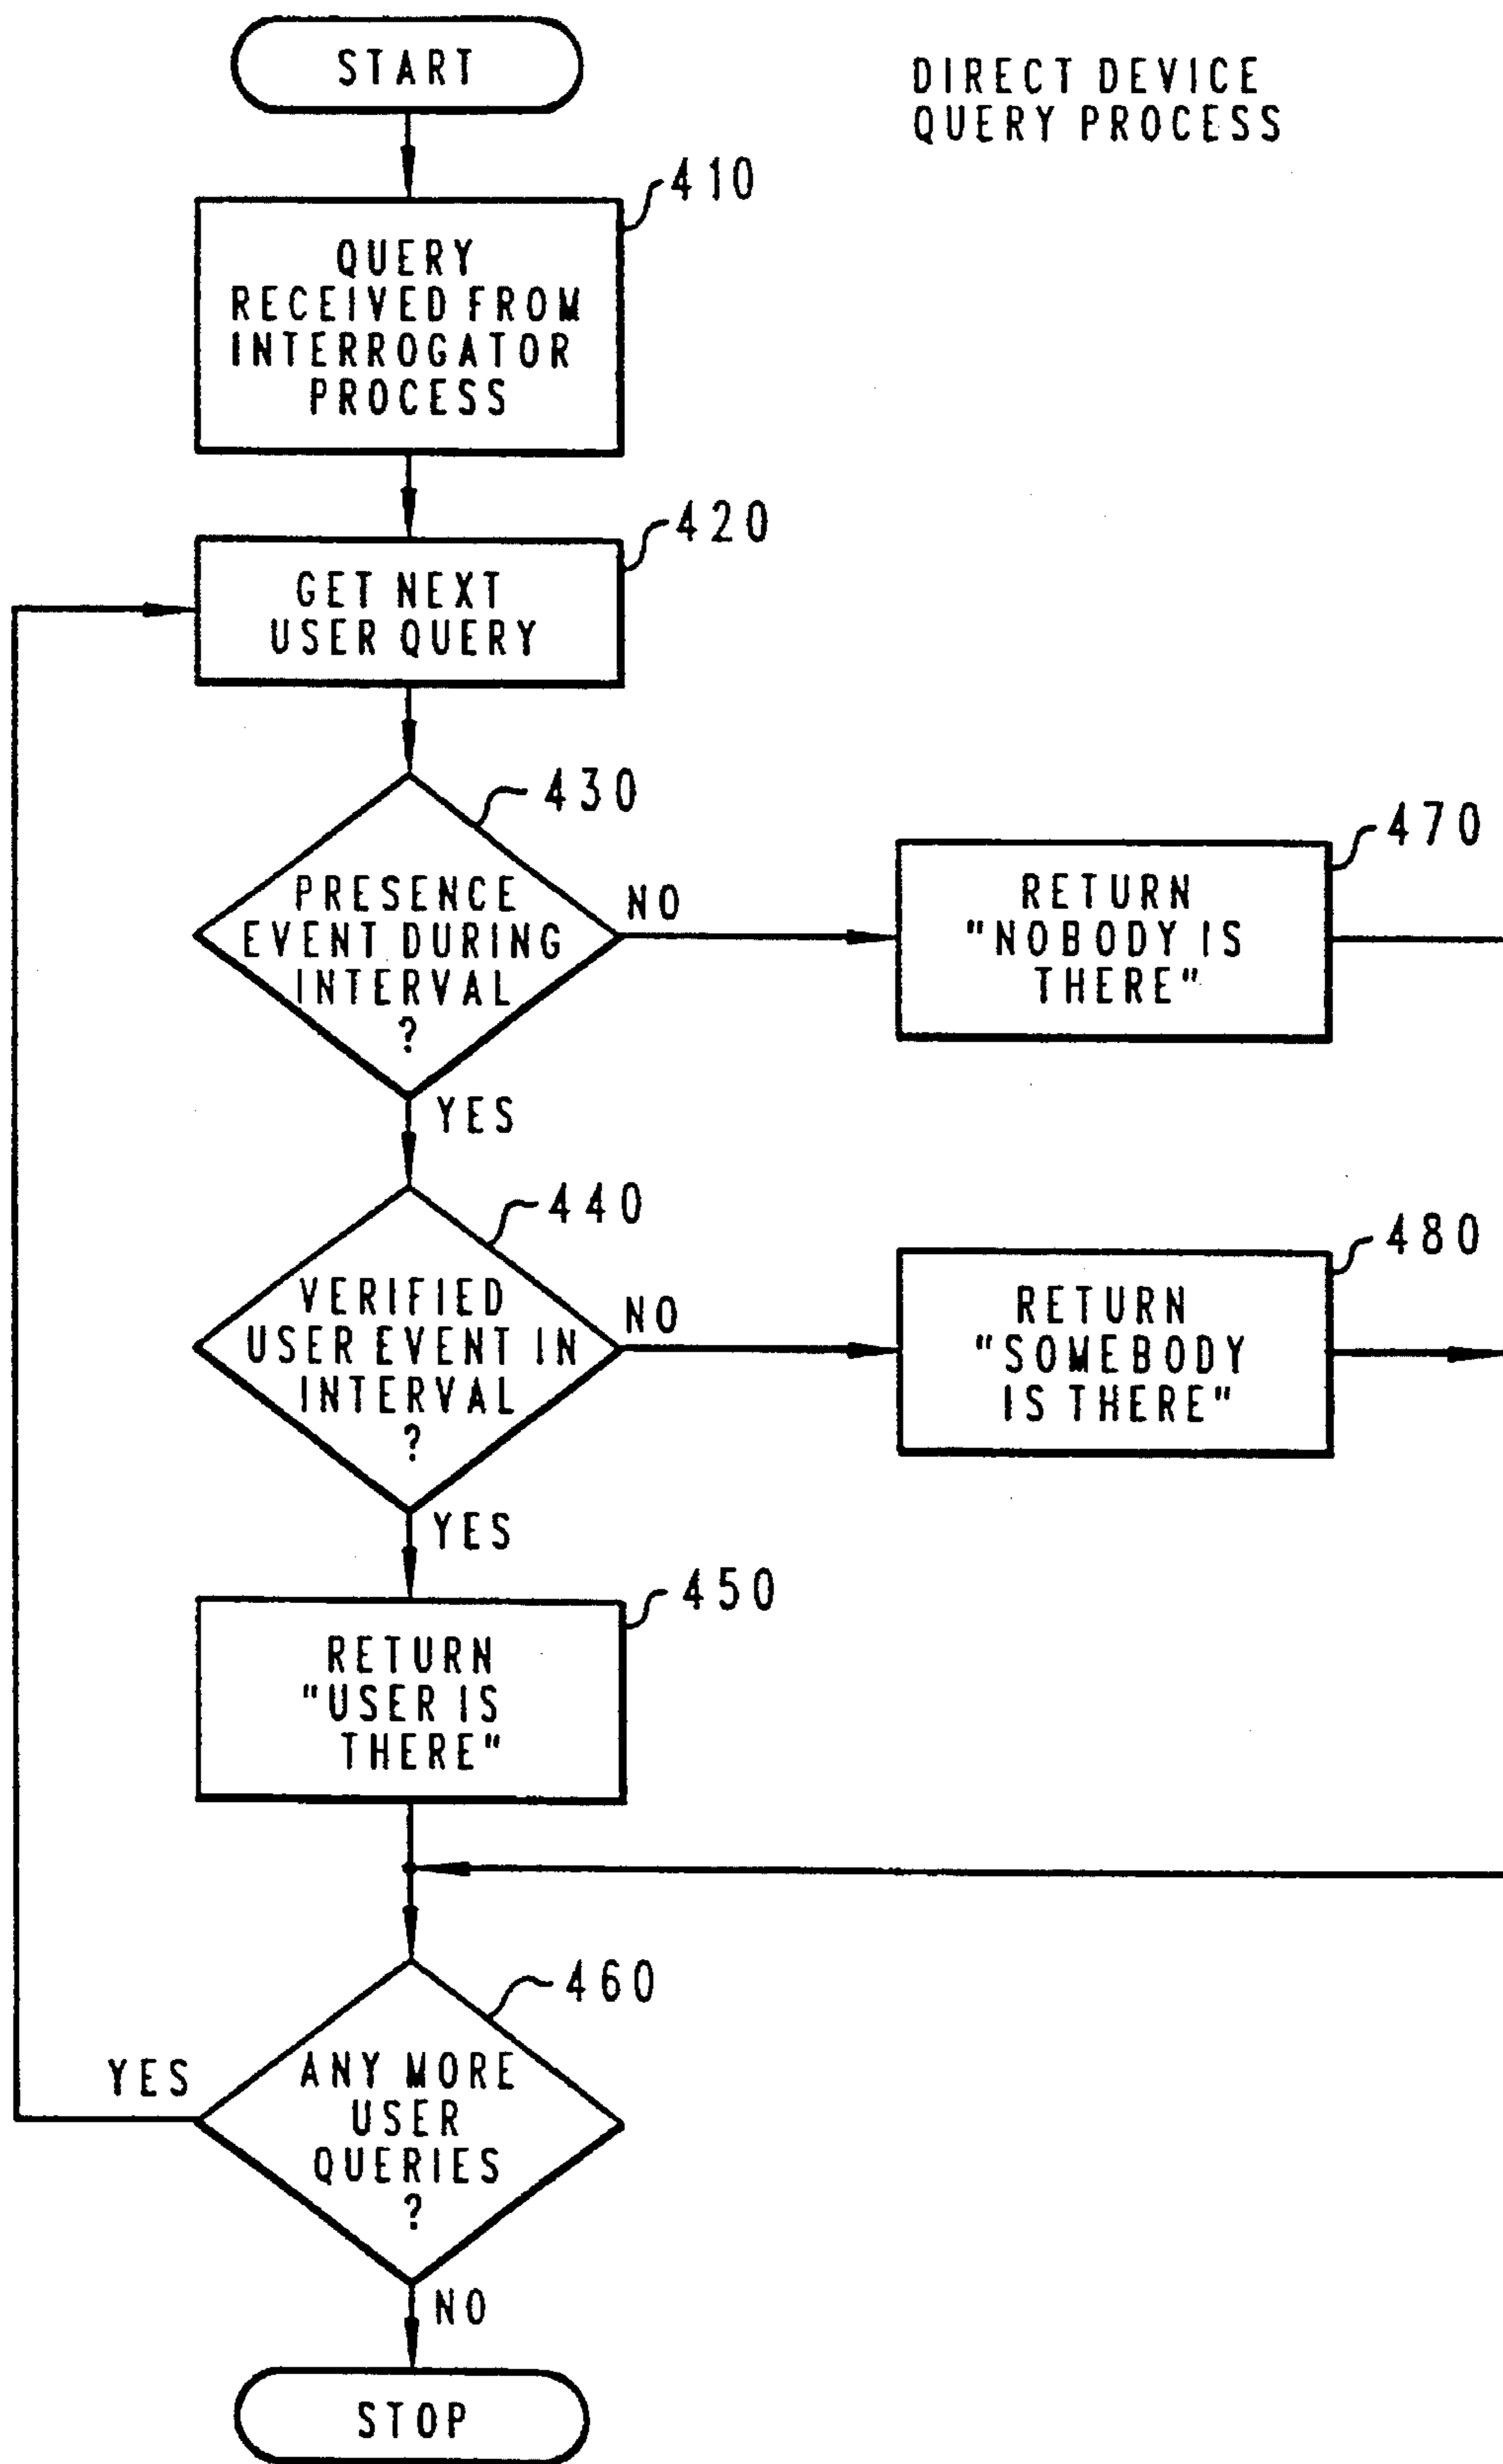 START
DIRECT DEVICE
QUERY PROCESS
410
QUERY
RECEIVED FROM
INTERROGATOR
PROCESS
420
GET NEXT
USER QUERY
430
PRESENCE
EVENT DURING
INTERVAL
?
NO
YES
470
RETURN
"NOBODY IS
THERE"
440
VERIFIED
USER EVENT IN
INTERVAL
?
NO
YES
480
RETURN
"SOMEBODY
IS THERE"
450
RETURN
"USER IS
THERE"
460
ANY MORE
USER
QUERIES
?
YES
NO
STOP